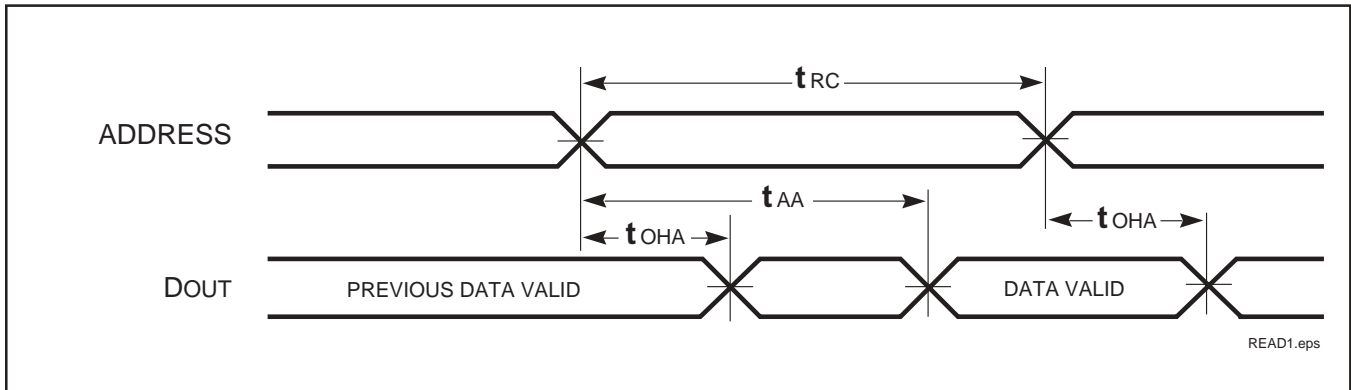 tRC
ADDRESS
tAA
tOHA
tOHA
DOUT
PREVIOUS DATA VALID
DATA VALID
READ1.eps